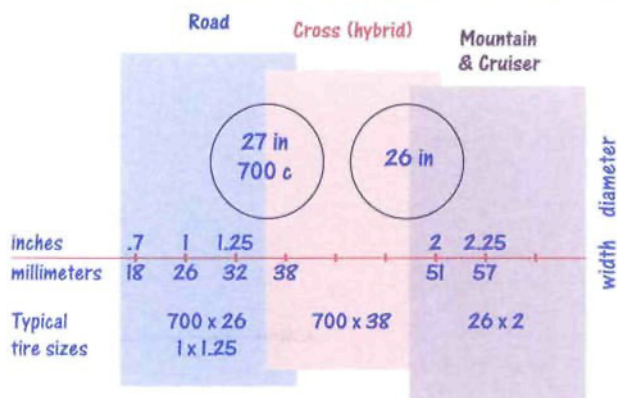 Road
Cross (hybrid)
Mountain
& Cruiser
27 in
700 c
26 in
diameter
width
inches .7 1 1.25 2 2.25
millimeters 18 26 32 38 51 57
Typical 700 x 26 700 x 38 26 x 2
tire sizes 1 x 1.25